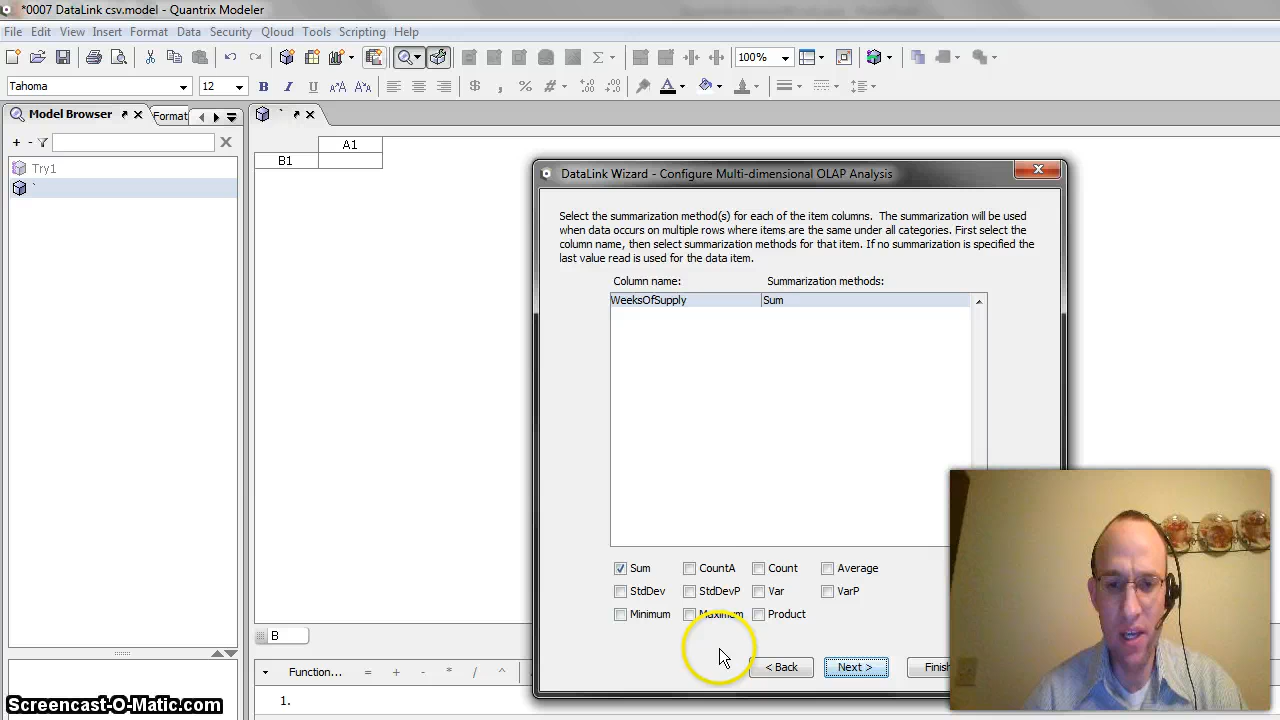 *0007 DataLink csv.model - Quantrix Modeler
File Edit View Insert Format Data Security Qloud Tools Scripting Help
100%
Tahoma 12 B I U $ % #
Model Browser Format `
+ -
Try1
`
A1
B1
DataLink Wizard - Configure Multi-dimensional OLAP Analysis
Select the summarization method(s) for each of the item columns. The summarization will be used
when data occurs on multiple rows where items are the same under all categories. First select the
column name, then select summarization methods for that item. If no summarization is specified the
last value read is used for the data item.
Column name: Summarization methods:
WeeksOfSupply Sum
Sum CountA Count Average
StdDev StdDevP Var VarP
Minimum Maximum Product
< Back Next > Finish
B
Function... = + - * / ^
1.
Screencast-O-Matic.com